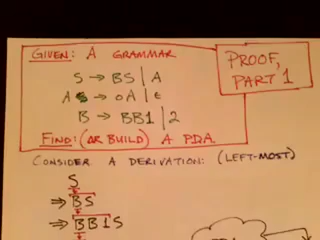 GIVEN: A GRAMMAR
PROOF,
PART 1
S → BS | A
A → 0A | ε
B → BB1 | 2
FIND: (OR BUILD) A PDA
CONSIDER A DERIVATION: (LEFT-MOST)
S
⇒ BS
⇒ BB1S